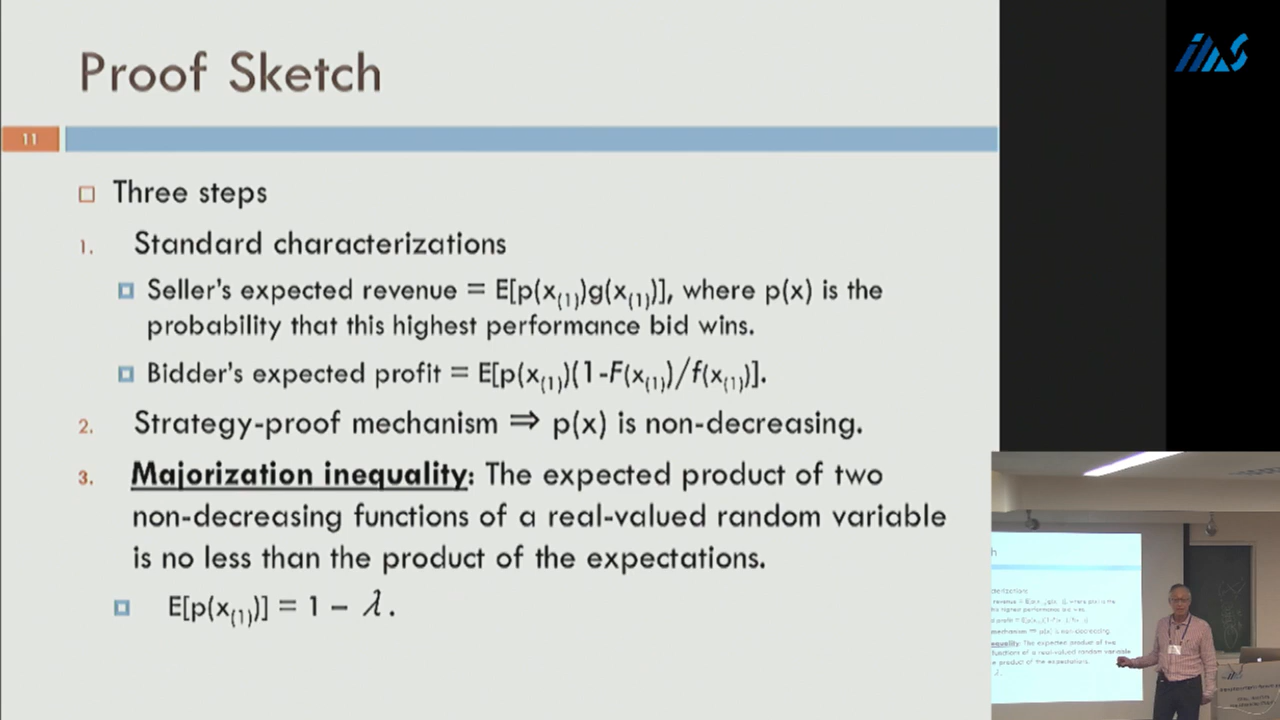 Proof Sketch
11
Three steps
1. Standard characterizations
Seller's expected revenue = E[p(x(1))g(x(1))], where p(x) is the
probability that this highest performance bid wins.
Bidder's expected profit = E[p(x(1))(1-F(x(1))/f(x(1))].
2. Strategy-proof mechanism ⇒ p(x) is non-decreasing.
3. Majorization inequality: The expected product of two
non-decreasing functions of a real-valued random variable
is no less than the product of the expectations.
E[p(x(1))] = 1 − λ.